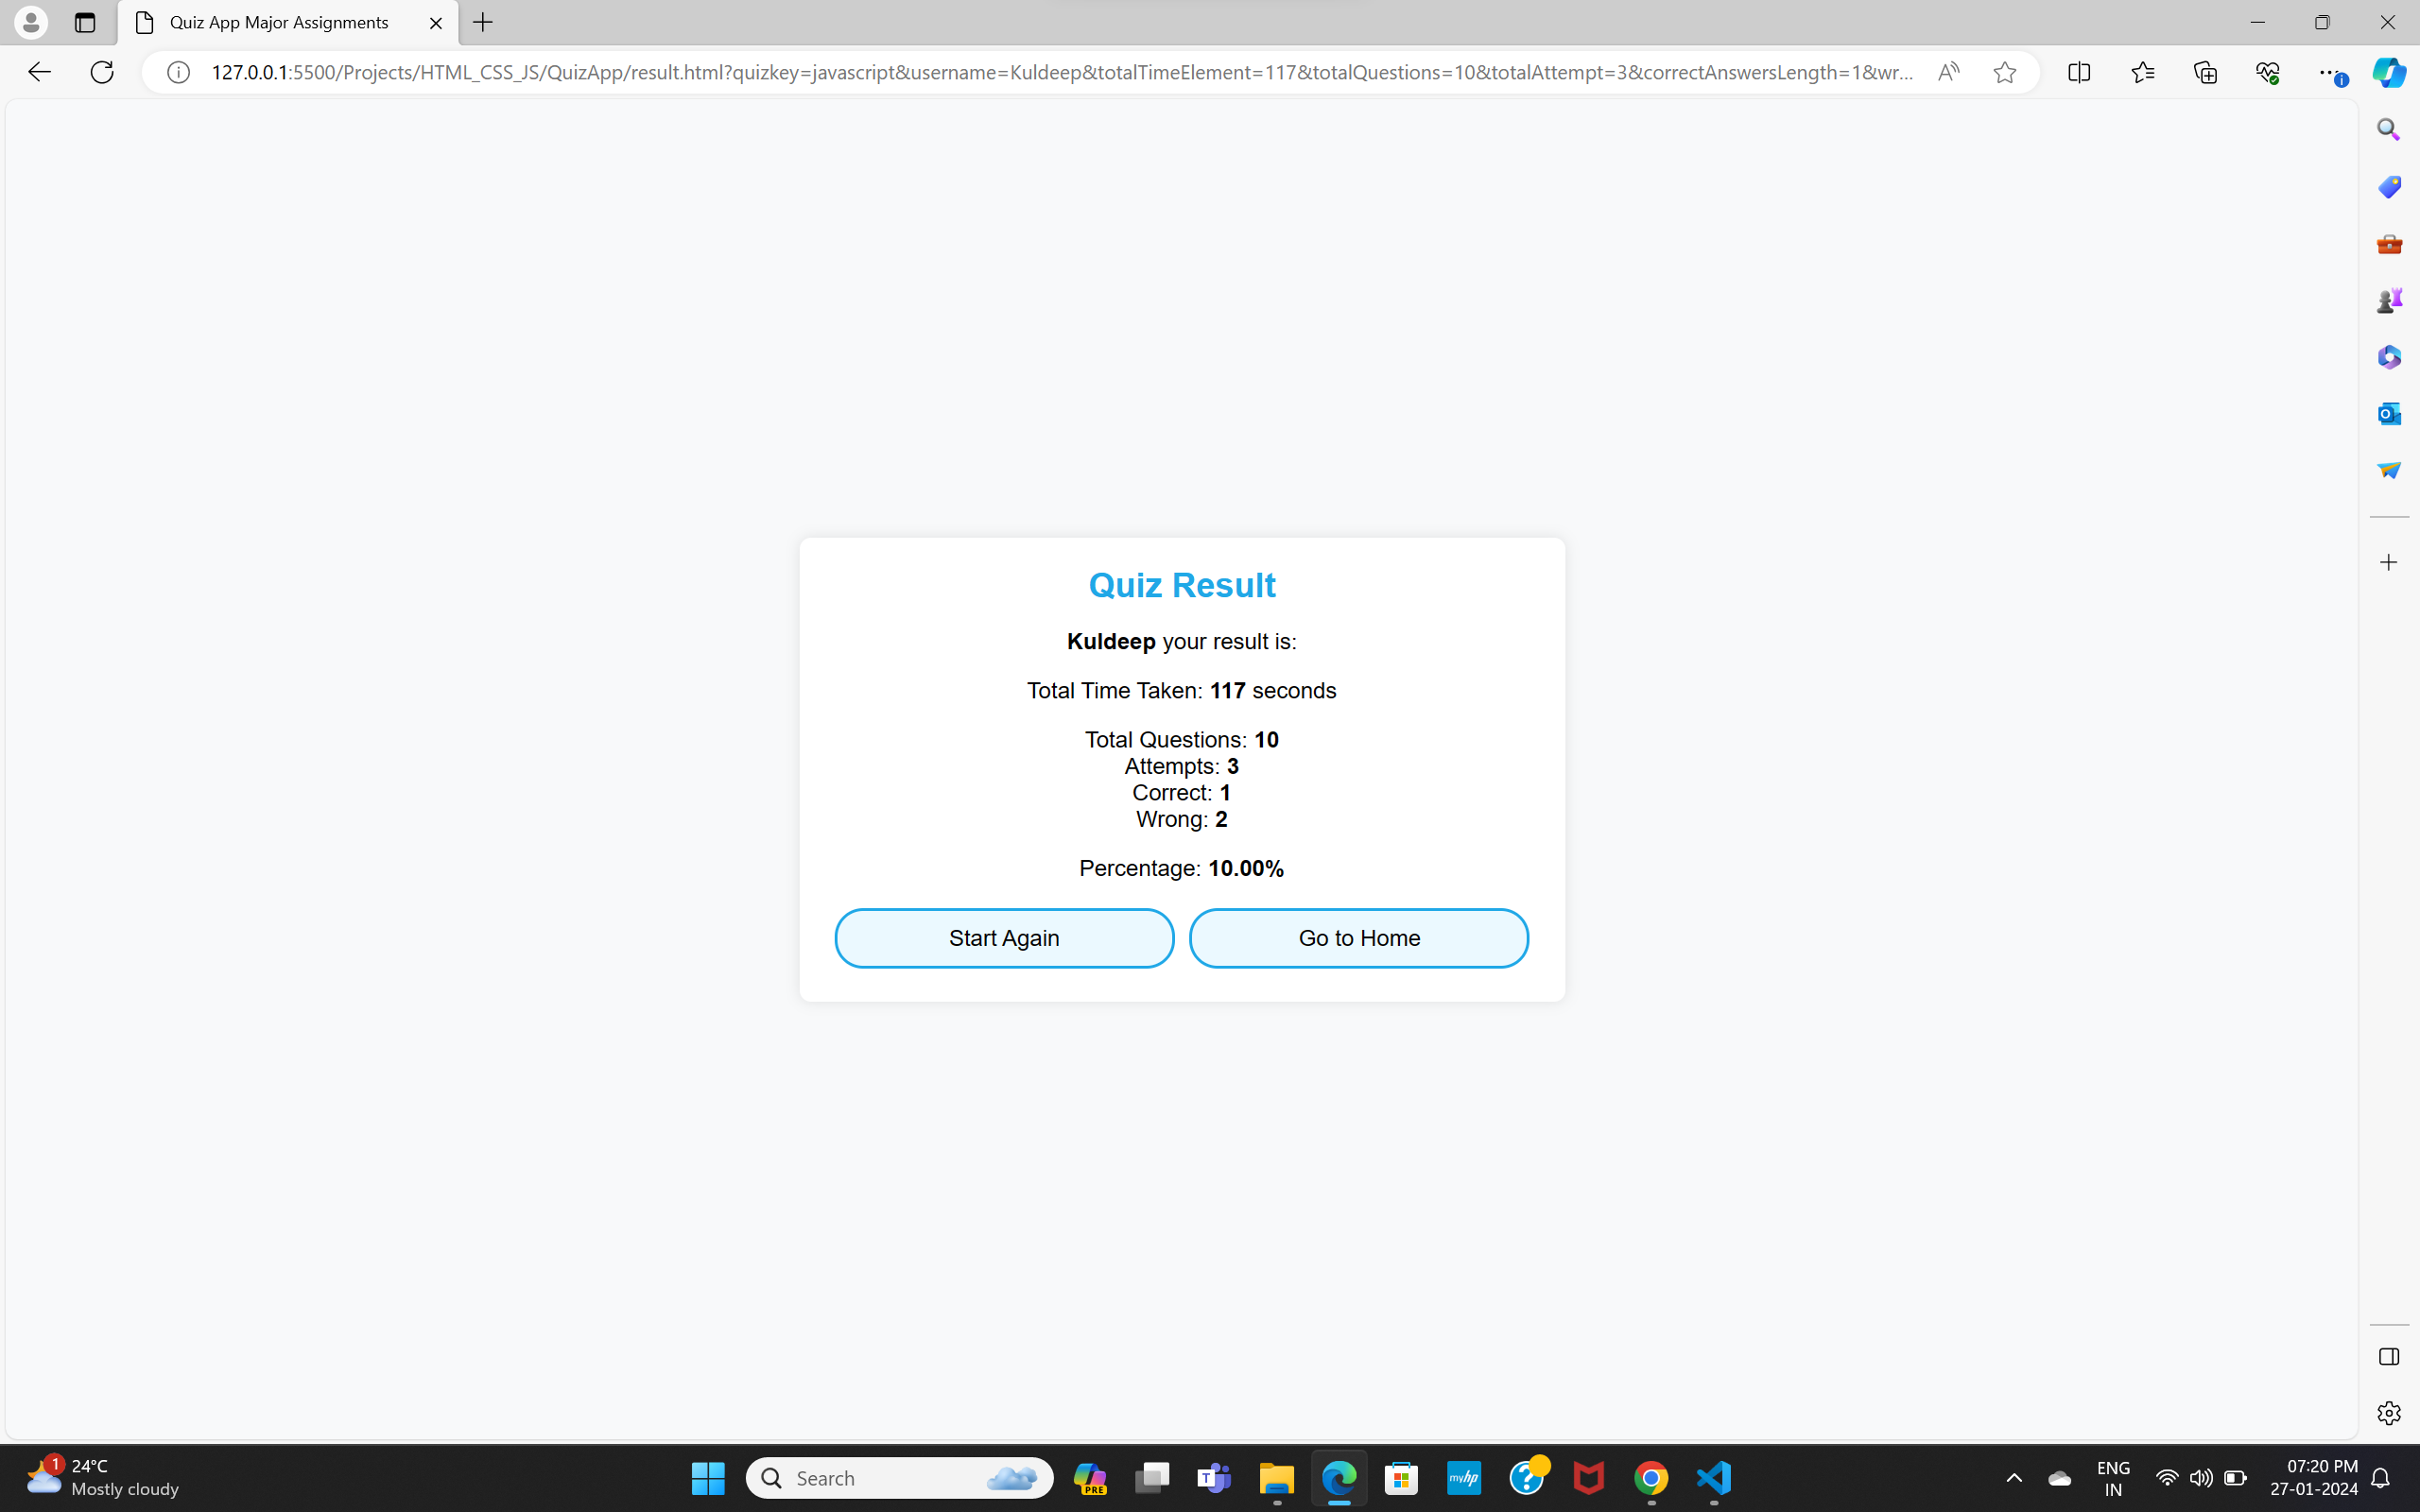 Quiz App Major Assignments
127.0.0.1:5500/Projects/HTML_CSS_JS/QuizApp/result.html?quizkey=javascript&username=Kuldeep&totalTimeElement=117&totalQuestions=10&totalAttempt=3&correctAnswersLength=1&wr...
Quiz Result
Kuldeep your result is:
Total Time Taken: 117 seconds
Total Questions: 10
Attempts: 3
Correct: 1
Wrong: 2
Percentage: 10.00%
Start Again
Go to Home
1
24°C
Mostly cloudy
Search
PRE
T
myhp
ENG
IN
07:20 PM
27-01-2024